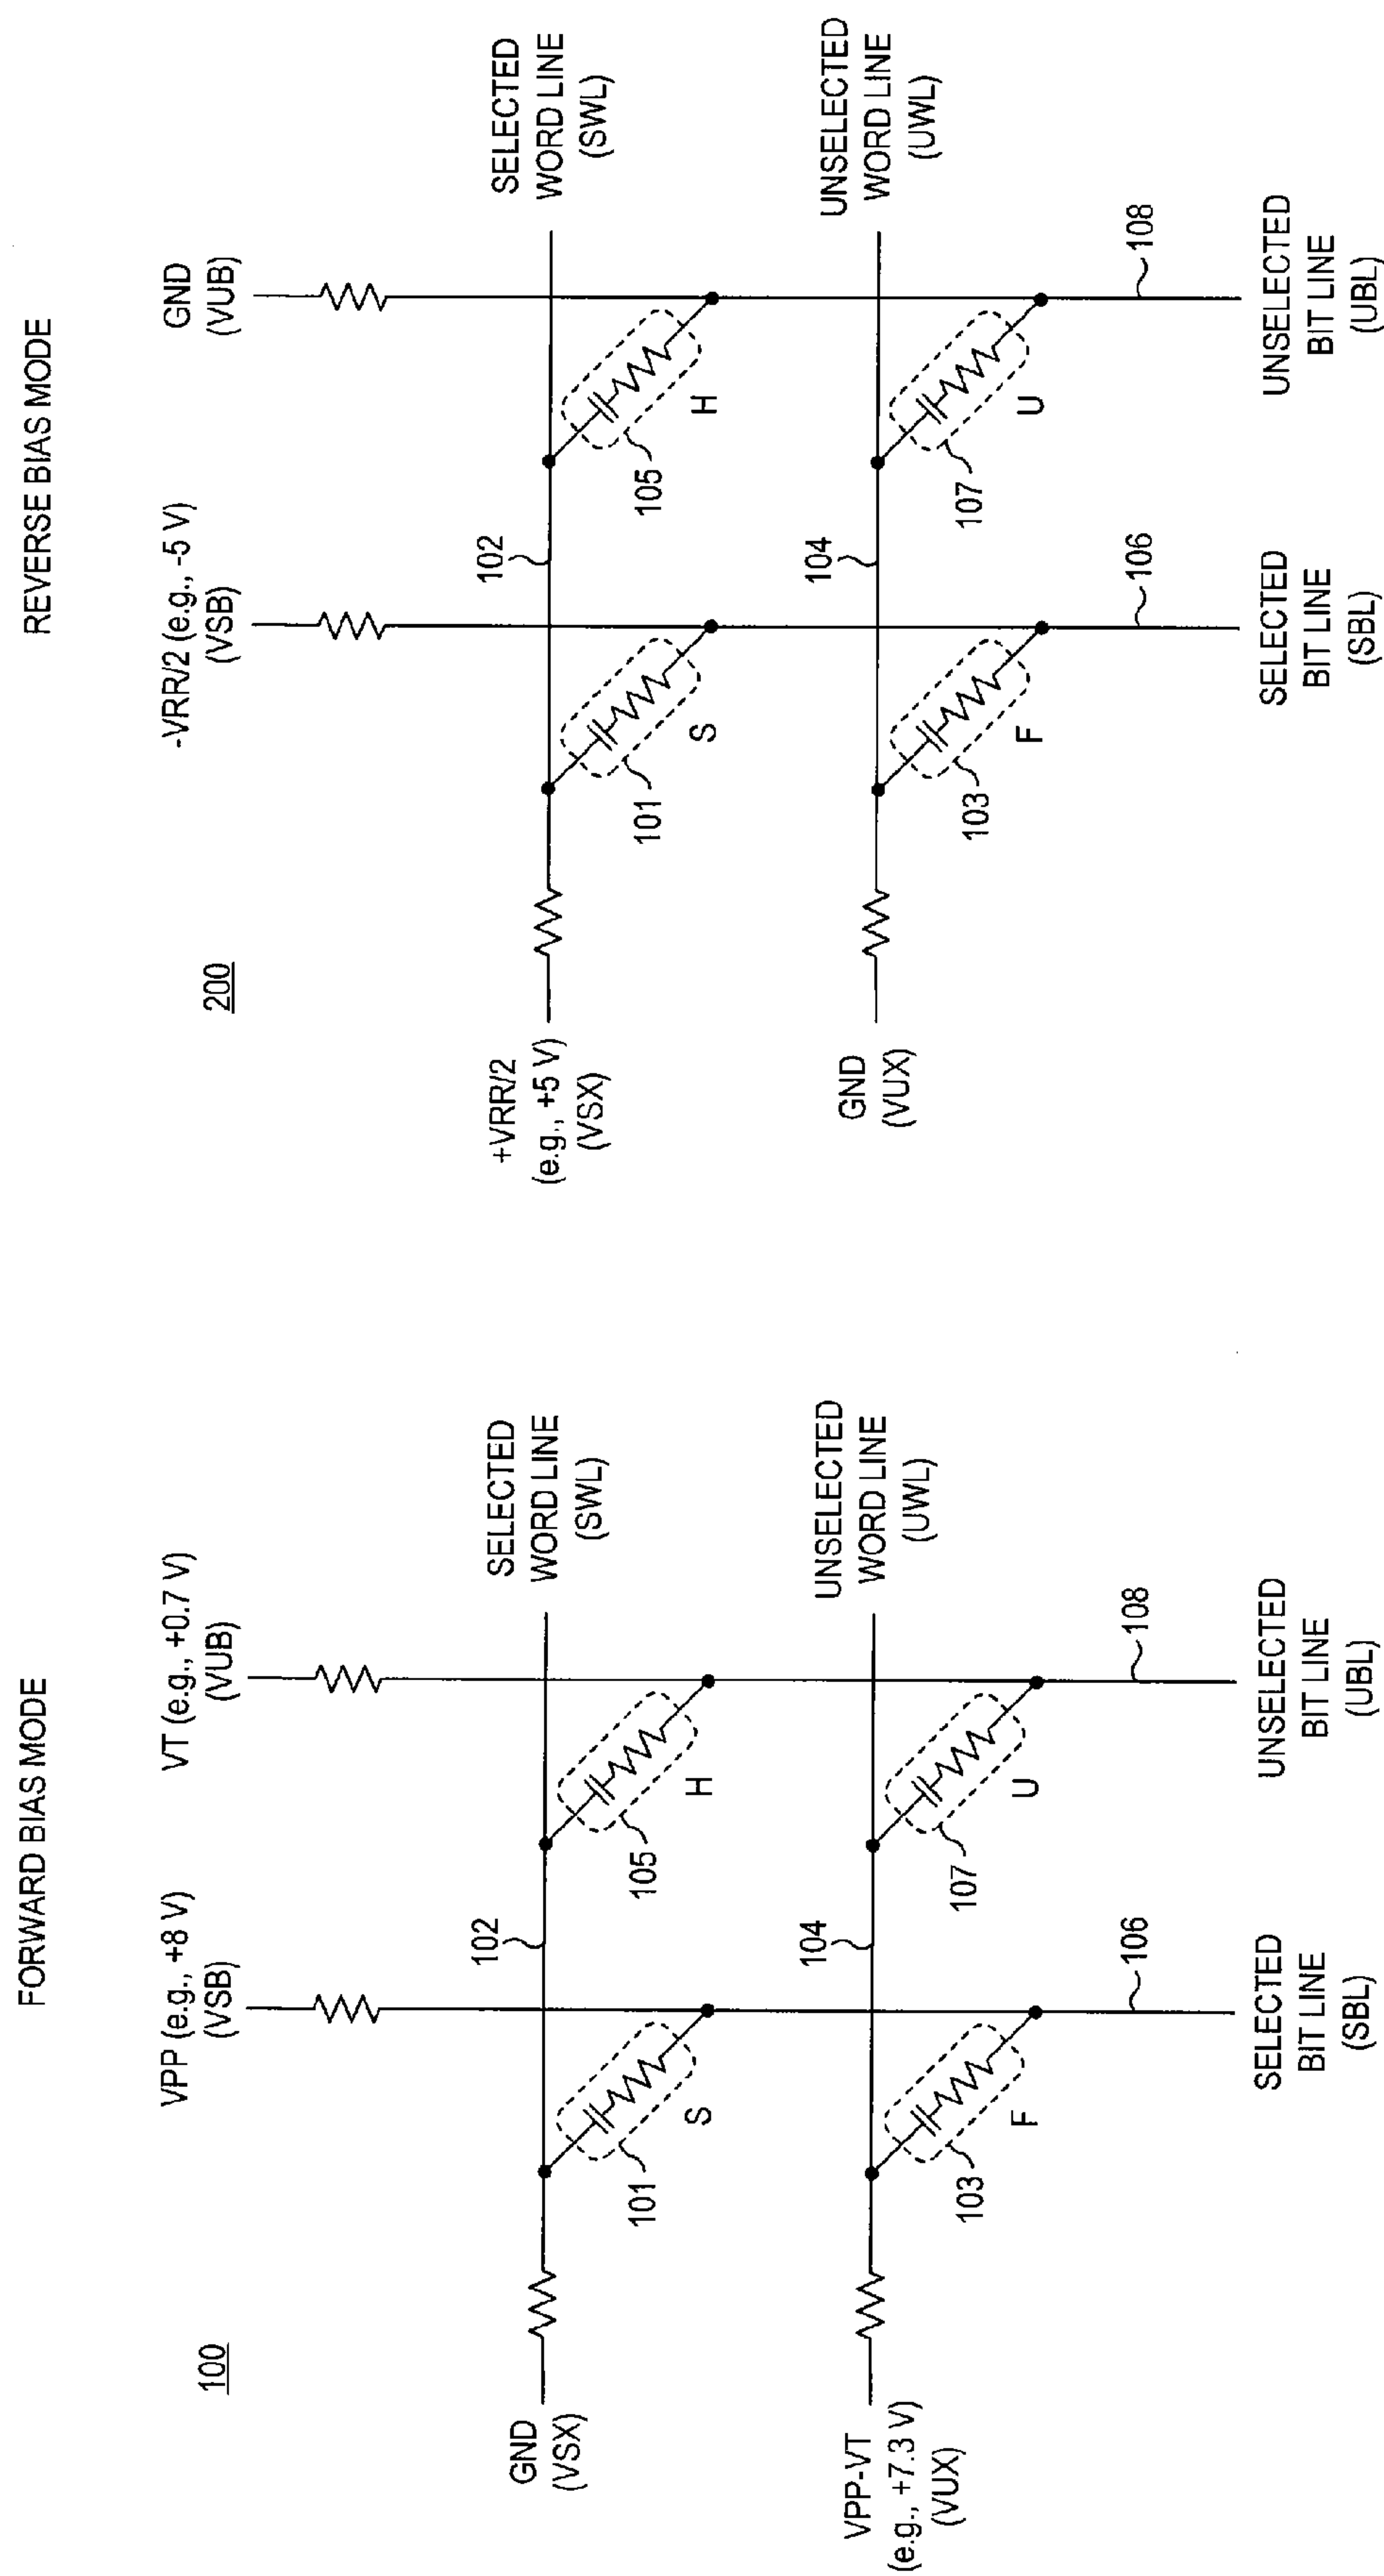 FORWARD BIAS MODE
100
VPP (e.g., +8 V)
(VSB)
VT (e.g., +0.7 V)
(VUB)
GND
(VSX)
102
SELECTED
WORD LINE
(SWL)
101
S
105
H
VPP-VT
(e.g., +7.3 V)
(VUX)
104
UNSELECTED
WORD LINE
(UWL)
103
F
107
U
106
108
SELECTED
BIT LINE
(SBL)
UNSELECTED
BIT LINE
(UBL)
REVERSE BIAS MODE
200
-VRR/2 (e.g., -5 V)
(VSB)
GND
(VUB)
+VRR/2
(e.g., +5 V)
(VSX)
102
SELECTED
WORD LINE
(SWL)
101
S
105
H
GND
(VUX)
104
UNSELECTED
WORD LINE
(UWL)
103
F
107
U
106
108
SELECTED
BIT LINE
(SBL)
UNSELECTED
BIT LINE
(UBL)